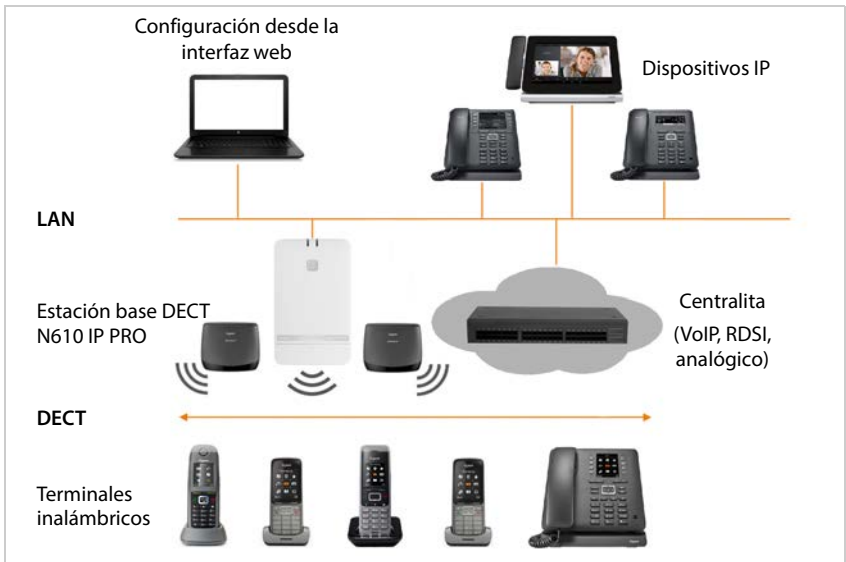 Configuración desde la
interfaz web
Dispositivos IP
LAN
Estación base DECT
N610 IP PRO
Centralita
(VoIP, RDSI,
analógico)
DECT
Terminales
inalámbricos